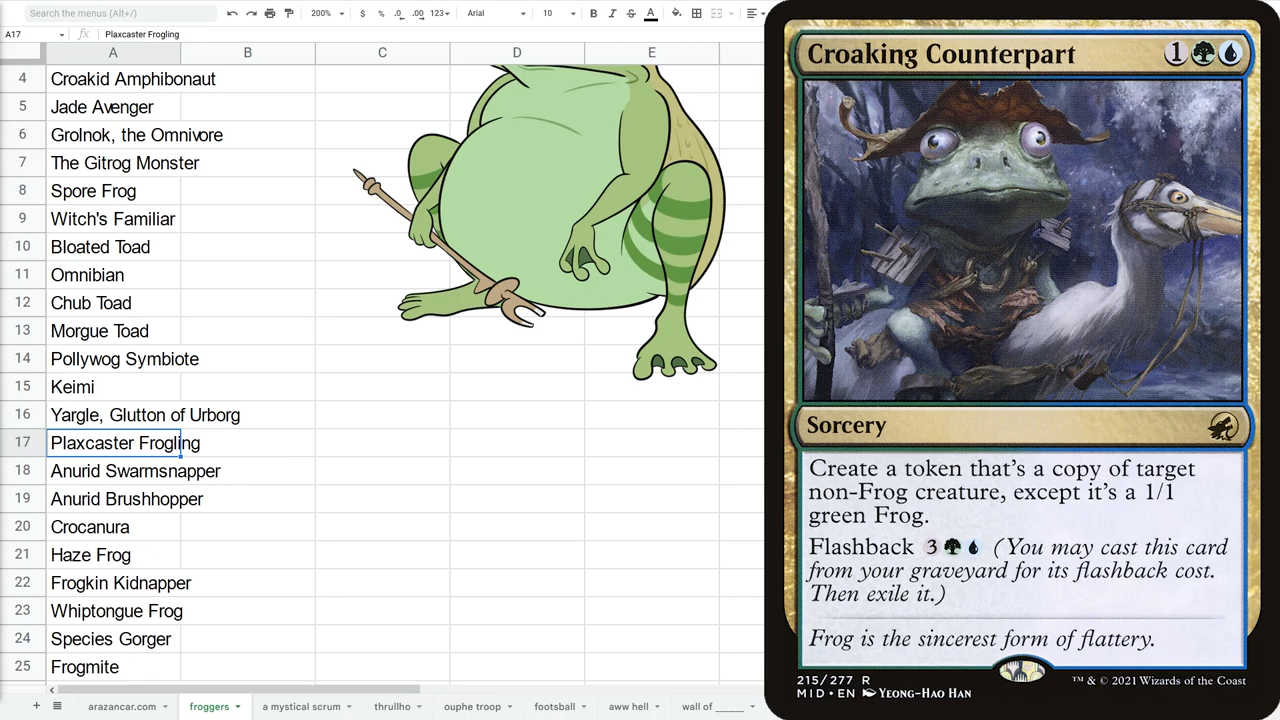 Search the menus (Alt+/)
200%
$
%
.0
.00
123
Arial
10
B
I
S
A
A17
fx
Plaxcaster Frogling
A
B
C
D
E
4 Croakid Amphibonaut
5 Jade Avenger
6 Grolnok, the Omnivore
7 The Gitrog Monster
8 Spore Frog
9 Witch's Familiar
10 Bloated Toad
11 Omnibian
12 Chub Toad
13 Morgue Toad
14 Pollywog Symbiote
15 Keimi
16 Yargle, Glutton of Urborg
17 Plaxcaster Frogling
18 Anurid Swarmsnapper
19 Anurid Brushhopper
20 Crocanura
21 Haze Frog
22 Frogkin Kidnapper
23 Whiptongue Frog
24 Species Gorger
25 Frogmite
arazancar.com
froggers
a mystical scrum
thrullho
ouphe troop
football
aww hell
wall of ______
Croaking Counterpart 1
Sorcery
Create a token that's a copy of target
non-Frog creature, except it's a 1/1
green Frog.
Flashback 3 (You may cast this card
from your graveyard for its flashback cost.
Then exile it.)
Frog is the sincerest form of flattery.
215/277 R
MID • EN Yeong-Hao Han
™ & © 2021 Wizards of the Coast